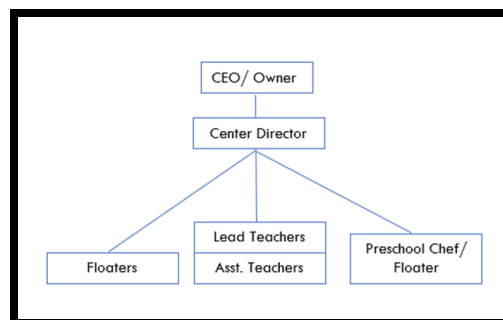 CEO/ Owner
Center Director
Floaters
Lead Teachers
Asst. Teachers
Preschool Chef/
Floater